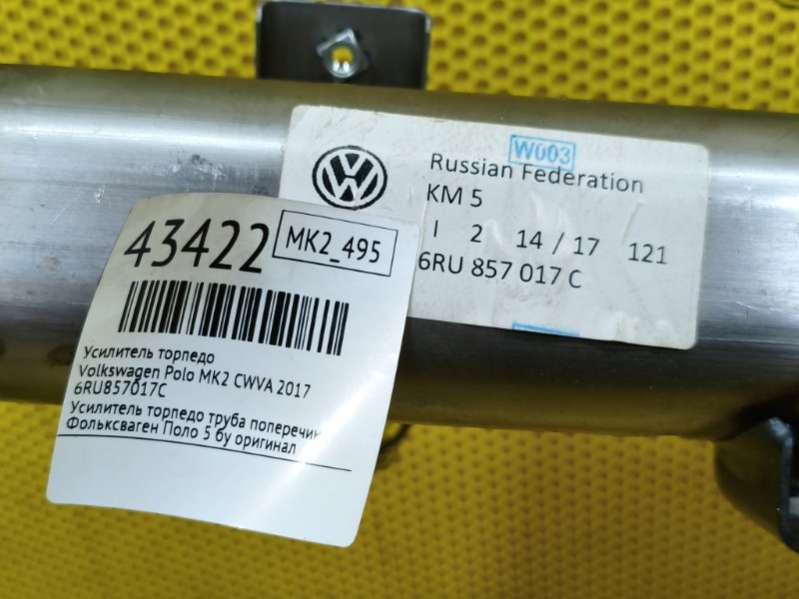 W003
Russian Federation
KM 5
I 2 14 / 17 121
6RU 857 017 C
43422
MK2_495
Усилитель торпедо
Volkswagen Polo MK2 CWVA 2017
6RU857017C
Усилитель торпедо труба поперечин
Фольксваген Поло 5 бу оригинал